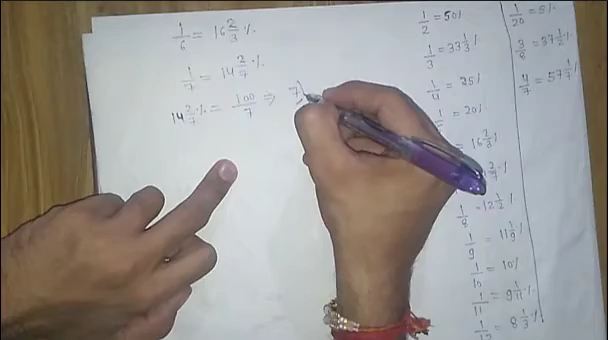 1/6 = 16 2/3 %
1/7 = 14 2/7 %
14 2/7 % = 100/7 ⇒ 7)
1/2 = 50%
1/3 = 33 1/3 %
1/4 = 25%
= 20%
= 16 2/3
2/7 %
1/8 = 12 1/2 %
1/9 = 11 1/9 %
1/10 = 10%
1/11 = 9 1/11 %
1/12 = 8 1/3 %
1/20 = 5%
3/8 = 37 1/2 %
4/7 = 57 1/7 %